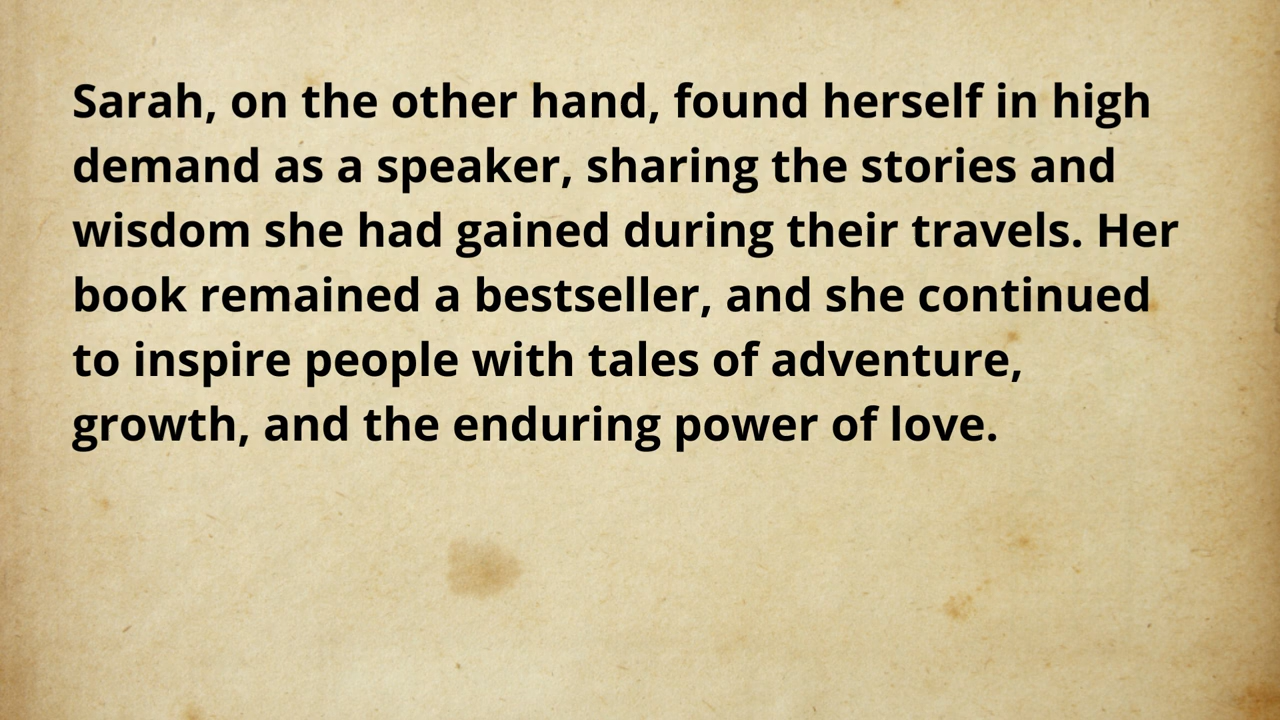 Sarah, on the other hand, found herself in high
demand as a speaker, sharing the stories and
wisdom she had gained during their travels. Her
book remained a bestseller, and she continued
to inspire people with tales of adventure,
growth, and the enduring power of love.